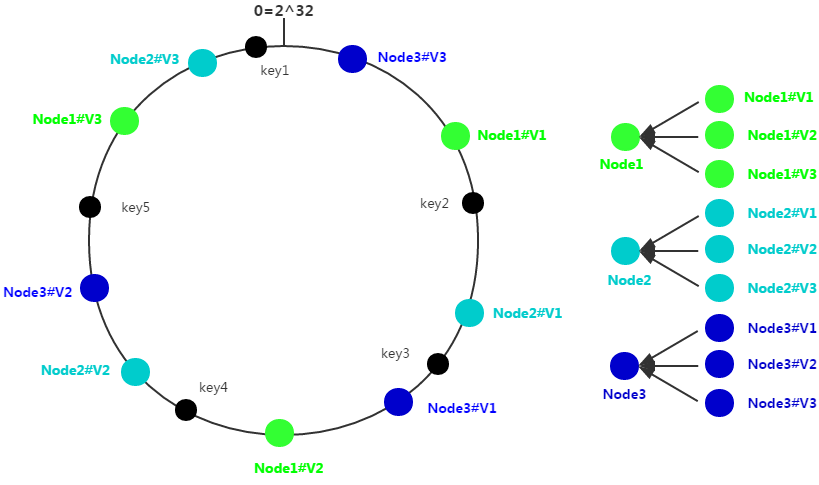 0=2^32
Node2#V3
Node3#V3
key1
Node1#V3
Node1#V1
key5
key2
Node3#V2
Node2#V1
key3
Node2#V2
key4
Node3#V1
Node1#V2
Node1#V1
Node1#V2
Node1
Node1#V3
Node2#V1
Node2#V2
Node2
Node2#V3
Node3#V1
Node3#V2
Node3
Node3#V3